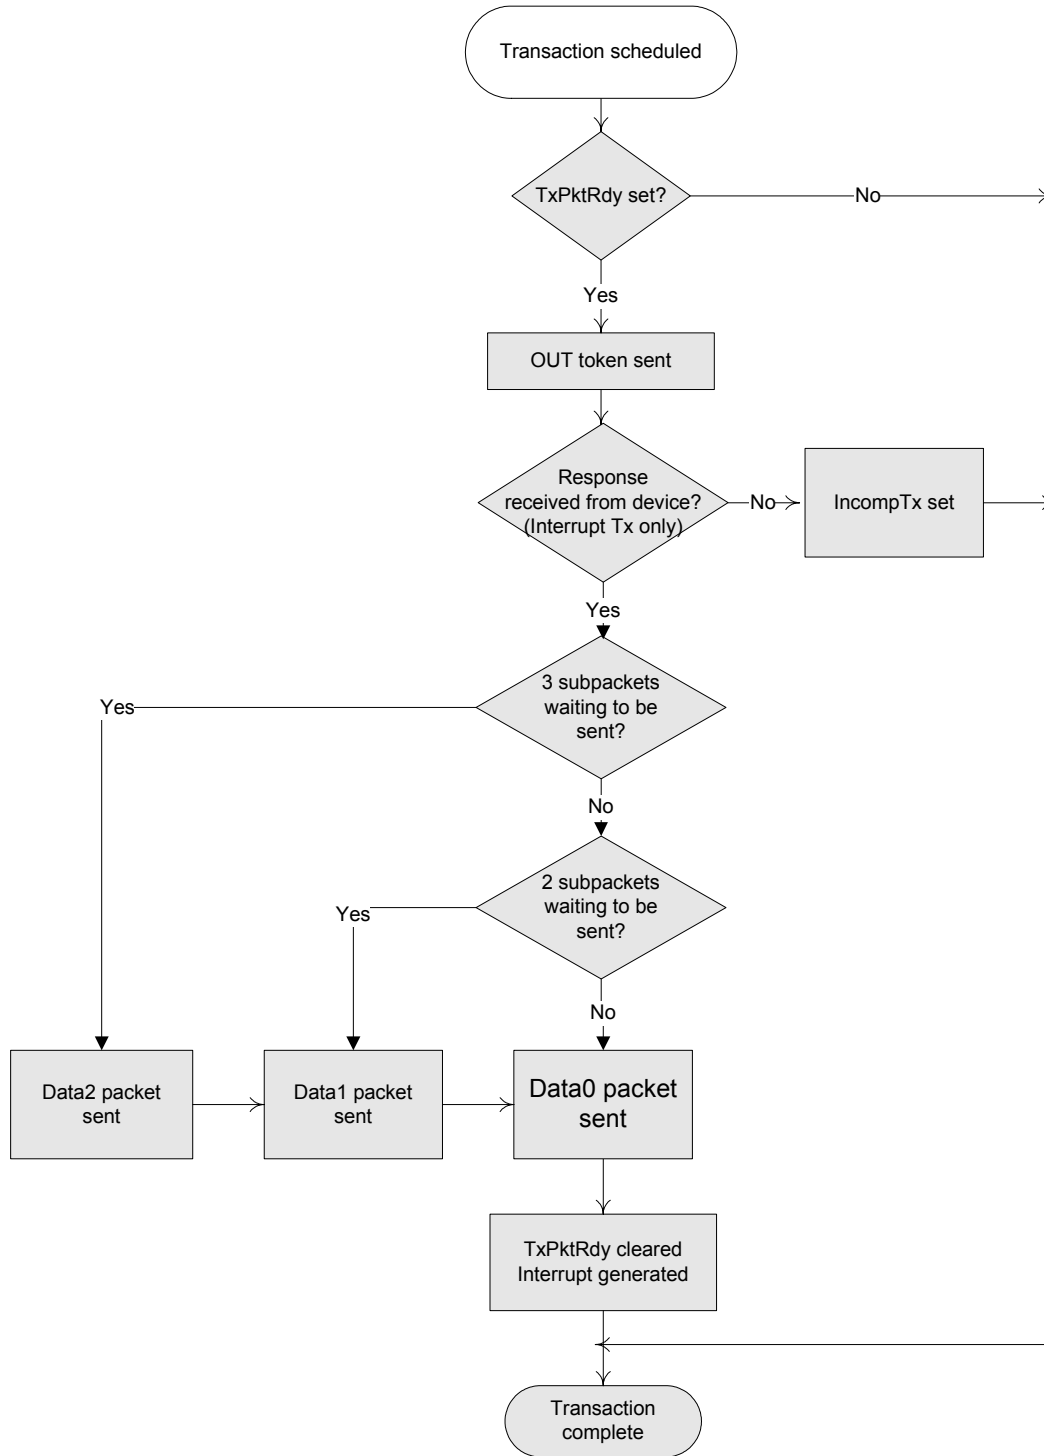 Transaction scheduled
TxPktRdy set?
No
Yes
OUT token sent
Response
received from device?
(Interrupt Tx only)
No
IncompTx set
Yes
3 subpackets
waiting to be
sent?
Yes
No
2 subpackets
waiting to be
sent?
Yes
No
Data2 packet
sent
Data1 packet
sent
Data0 packet
sent
TxPktRdy cleared
Interrupt generated
Transaction
complete